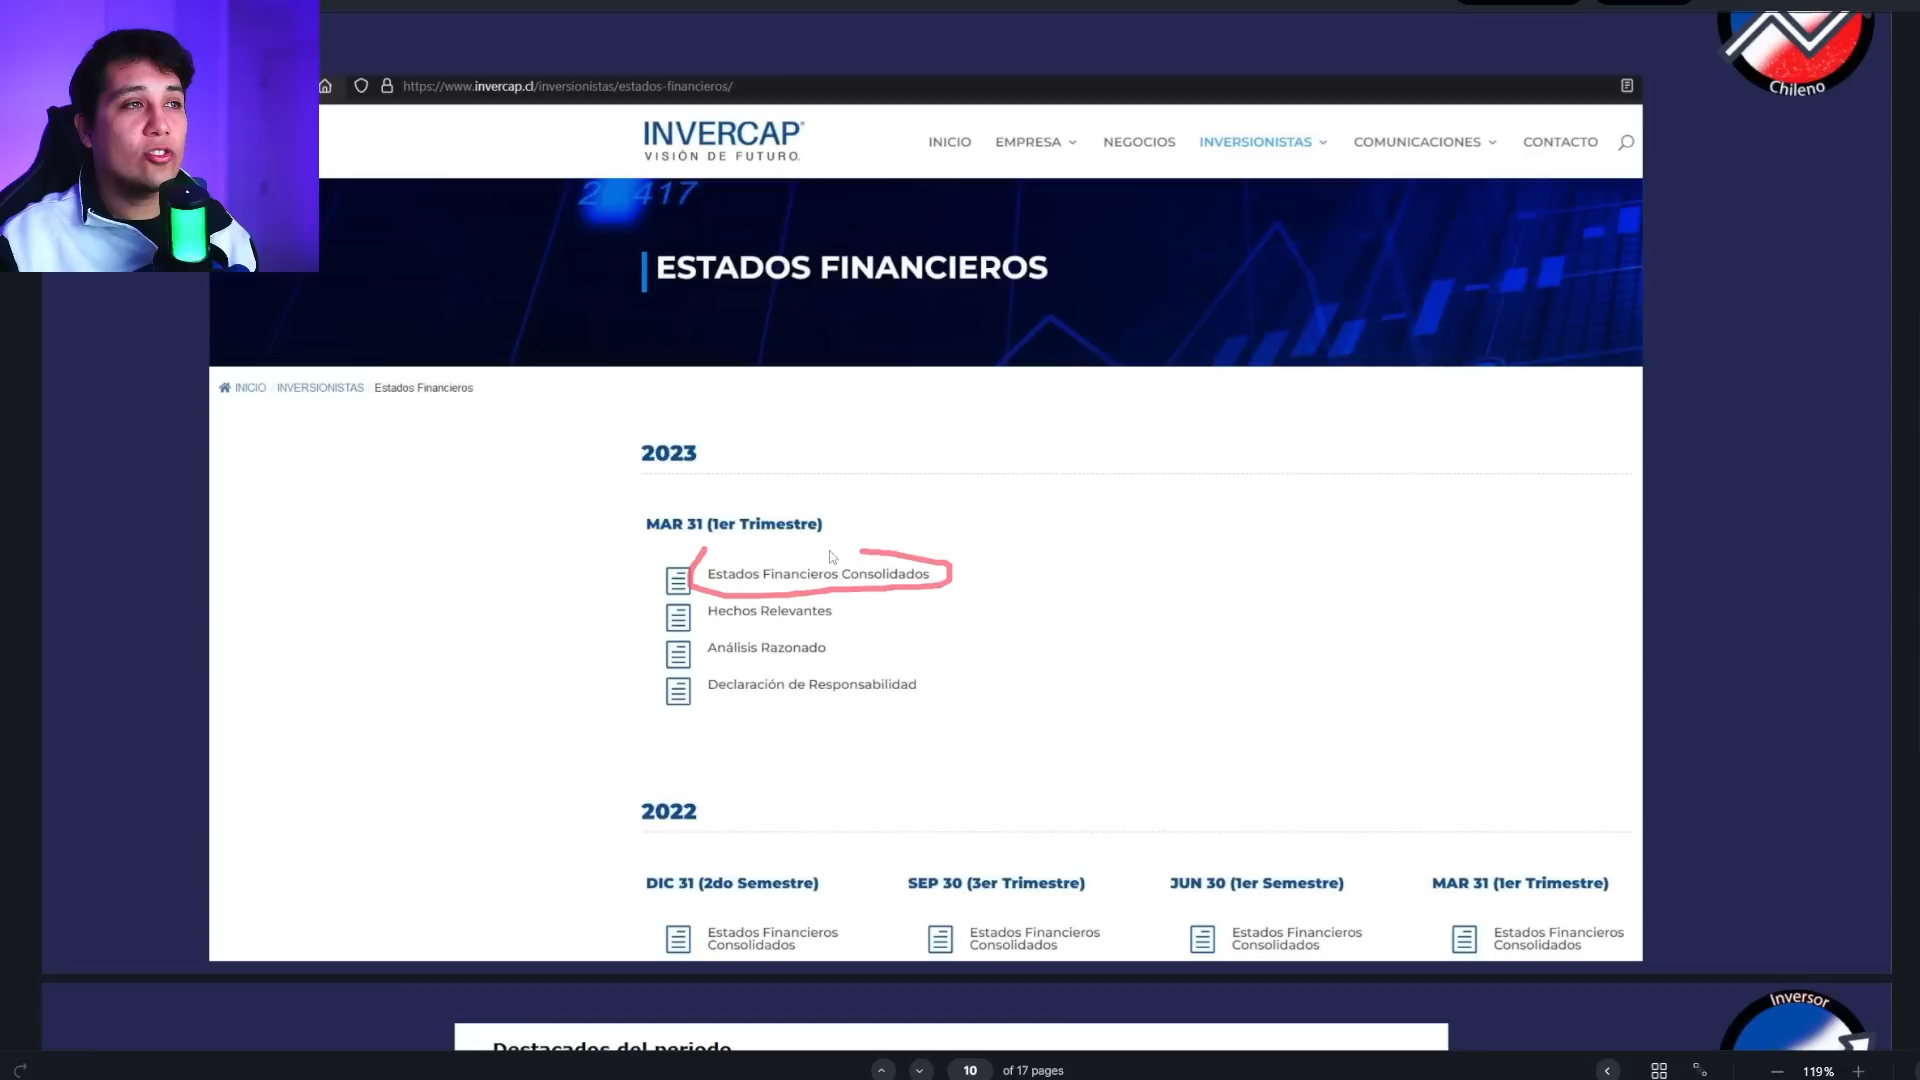 Chileno
https://www.invercap.cl/inversionistas/estados-financieros/
INVERCAP
VISIÓN DE FUTURO.
INICIO EMPRESA NEGOCIOS INVERSIONISTAS COMUNICACIONES CONTACTO
ESTADOS FINANCIEROS
INICIO / INVERSIONISTAS / Estados Financieros
2023
MAR 31 (1er Trimestre)
Estados Financieros Consolidados
Hechos Relevantes
Análisis Razonado
Declaración de Responsabilidad
2022
DIC 31 (2do Semestre) SEP 30 (3er Trimestre) JUN 30 (1er Semestre) MAR 31 (1er Trimestre)
Estados Financieros Estados Financieros Estados Financieros Estados Financieros
Consolidados Consolidados Consolidados Consolidados
Inversor
Destacados del periodo
10 of 17 pages
119%